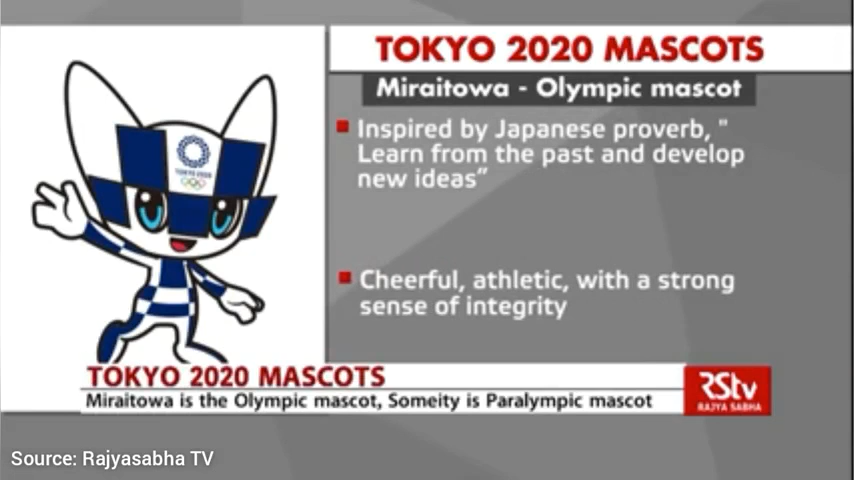 TOKYO 2020 MASCOTS
Miraitowa - Olympic mascot
Inspired by Japanese proverb, "
Learn from the past and develop
new ideas”
TOKYO 2020
Cheerful, athletic, with a strong
sense of integrity
TOKYO 2020 MASCOTS
Miraitowa is the Olympic mascot, Someity is Paralympic mascot
RStv
RAJYA SABHA
Source: Rajyasabha TV